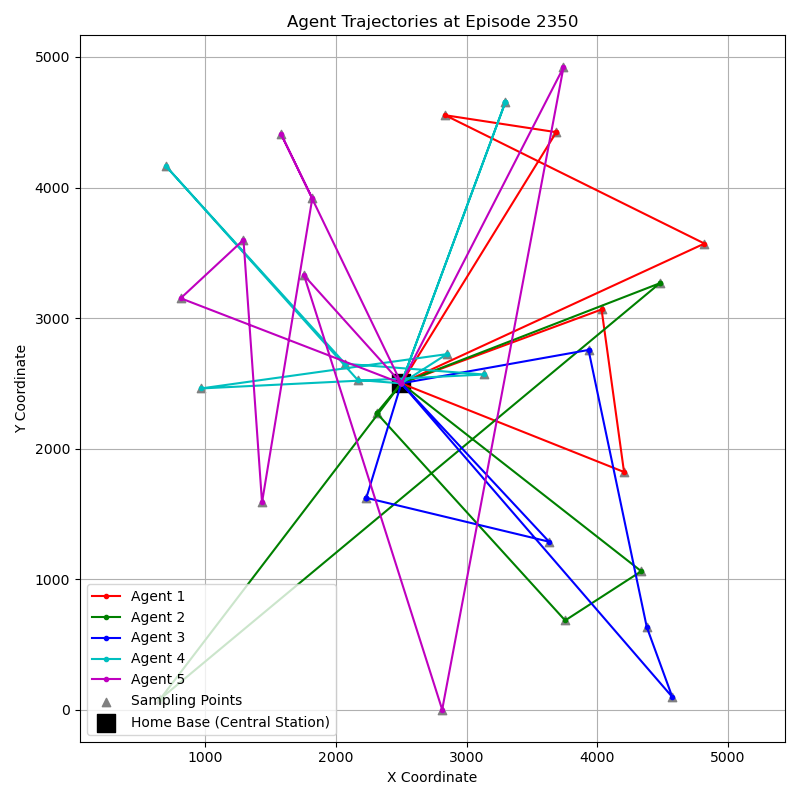 Agent Trajectories at Episode 2350
Y Coordinate
5000
4000
3000
2000
1000
0
Agent 1
Agent 2
Agent 3
Agent 4
Agent 5
Sampling Points
Home Base (Central Station)
1000 2000 3000 4000 5000
X Coordinate